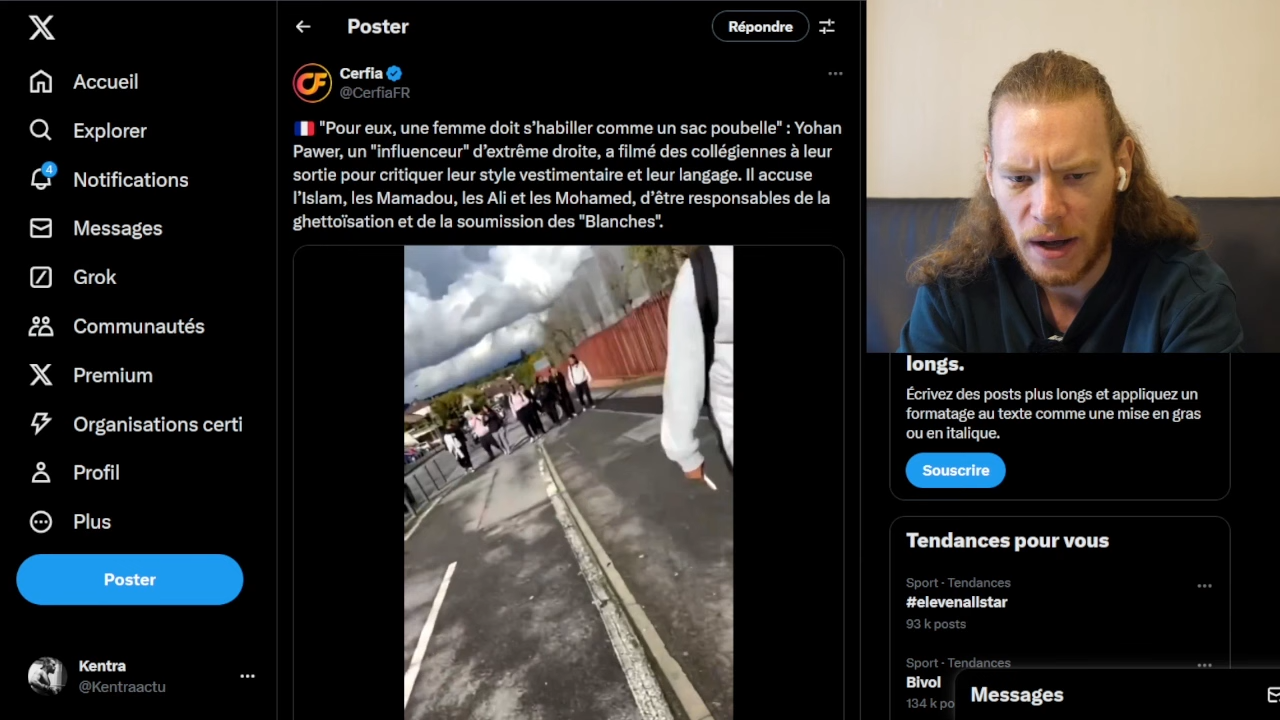 Accueil
Explorer
4
Notifications
Messages
Grok
Communautés
Premium
Organisations certi
Profil
Plus
Poster
Kentra
@Kentraactu
Poster
Répondre
Cerfia
@CerfiaFR
"Pour eux, une femme doit s’habiller comme un sac poubelle" : Yohan
Pawer, un "influenceur" d’extrême droite, a filmé des collégiennes à leur
sortie pour critiquer leur style vestimentaire et leur langage. Il accuse
l’Islam, les Mamadou, les Ali et les Mohamed, d’être responsables de la
ghettoïsation et de la soumission des "Blanches".
longs.
Écrivez des posts plus longs et appliquez un
formatage au texte comme une mise en gras
ou en italique.
Souscrire
Tendances pour vous
Sport · Tendances
#elevenallstar
93 k posts
Sport · Tendances
Bivol
134 k po
Messages